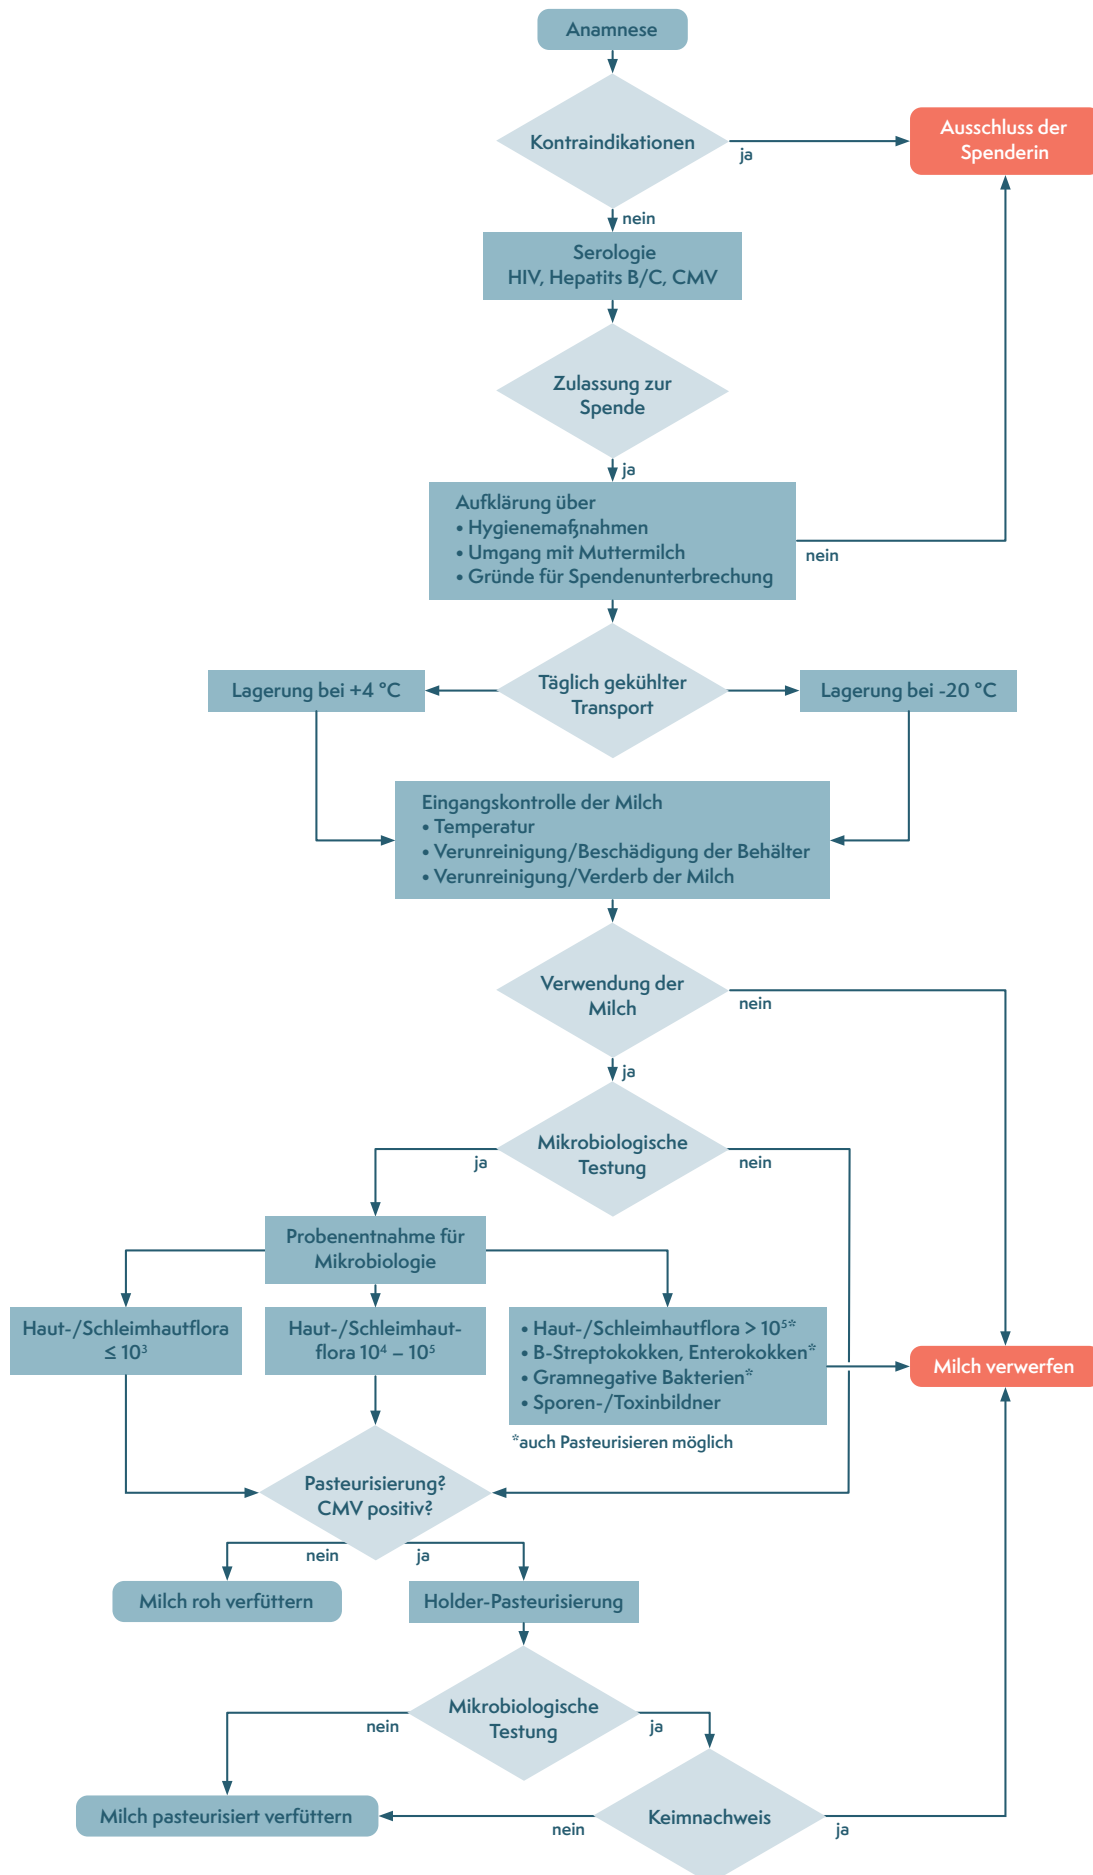 Anamnese
Kontraindikationen
ja
Ausschluss der
Spenderin
nein
Serologie
HIV, Hepatits B/C, CMV
Zulassung zur
Spende
ja
Aufklärung über
• Hygienemaßnahmen
• Umgang mit Muttermilch
• Gründe für Spendenunterbrechung
nein
Lagerung bei +4 °C
Täglich gekühlter
Transport
Lagerung bei -20 °C
Eingangskontrolle der Milch
• Temperatur
• Verunreinigung/Beschädigung der Behälter
• Verunreinigung/Verderb der Milch
Verwendung der
Milch
nein
ja
Mikrobiologische
Testung
ja
nein
Probenentnahme für
Mikrobiologie
Haut-/Schleimhautflora
≤ 10³
Haut-/Schleimhaut-
flora 10⁴ – 10⁵
• Haut-/Schleimhautflora > 10⁵*
• B-Streptokokken, Enterokokken*
• Gramnegative Bakterien*
• Sporen-/Toxinbildner
*auch Pasteurisieren möglich
Milch verwerfen
Pasteurisierung?
CMV positiv?
nein
ja
Milch roh verfüttern
Holder-Pasteurisierung
Mikrobiologische
Testung
nein
ja
Milch pasteurisiert verfüttern
Keimnachweis
nein
ja